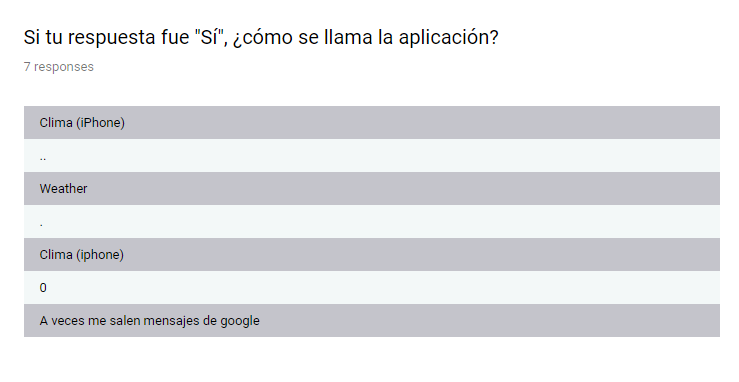 Si tu respuesta fue "Sí", ¿cómo se llama la aplicación?
7 responses
Clima (iPhone)
..
Weather
.
Clima (iphone)
0
A veces me salen mensajes de google